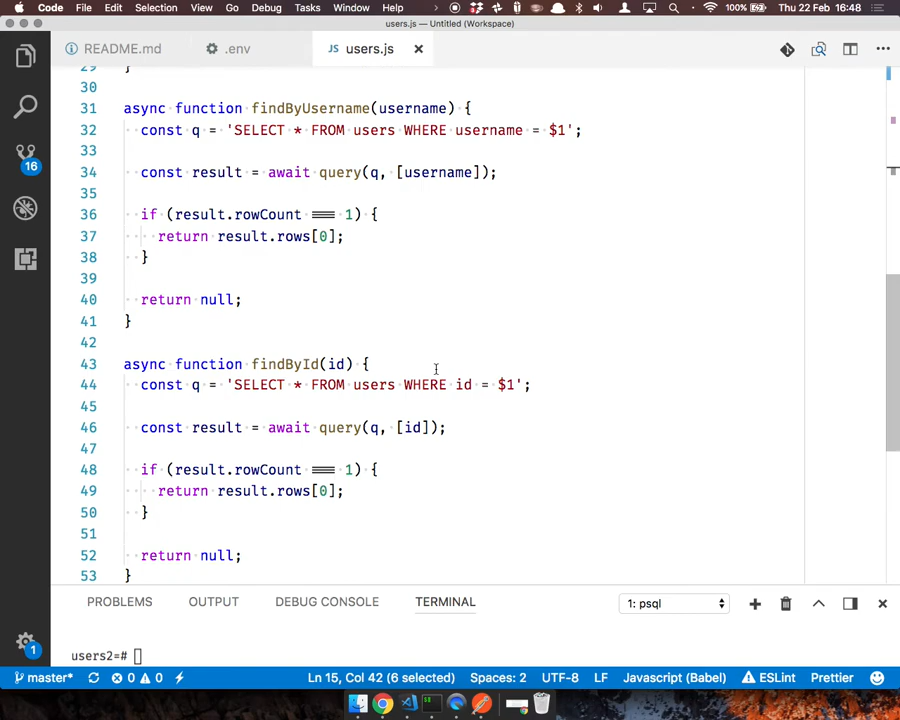 Code File Edit Selection View Go Debug Tasks Window Help 100% Thu 22 Feb 16:48
users.js — Untitled (Workspace)
README.md .env JS users.js
29 }
30
31 async function findByUsername(username) {
32 const q = 'SELECT * FROM users WHERE username = $1';
33
34 const result = await query(q, [username]);
35
36 if (result.rowCount === 1) {
37 return result.rows[0];
38 }
39
40 return null;
41 }
42
43 async function findById(id) {
44 const q = 'SELECT * FROM users WHERE id = $1';
45
46 const result = await query(q, [id]);
47
48 if (result.rowCount === 1) {
49 return result.rows[0];
50 }
51
52 return null;
53 }
16
1
PROBLEMS OUTPUT DEBUG CONSOLE TERMINAL 1: psql
users2=#
master* 0 0 Ln 15, Col 42 (6 selected) Spaces: 2 UTF-8 LF Javascript (Babel) ESLint Prettier